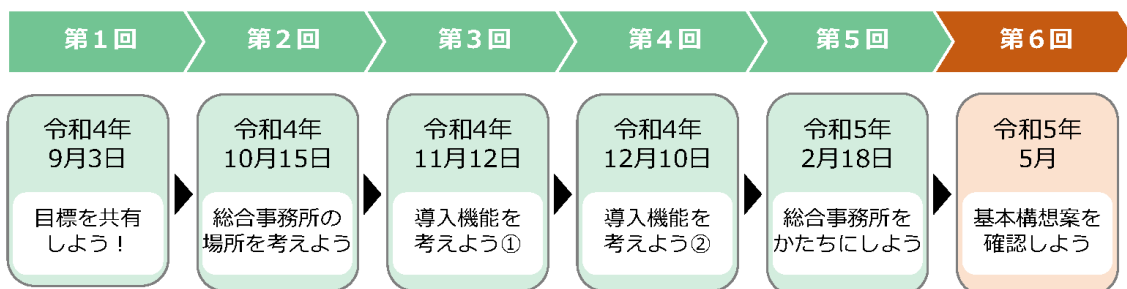 第1回
第2回
第3回
第4回
第5回
第6回
令和4年
9月3日
目標を共有
しよう！
令和4年
10月15日
総合事務所の
場所を考えよう
令和4年
11月12日
導入機能を
考えよう①
令和4年
12月10日
導入機能を
考えよう②
令和5年
2月18日
総合事務所を
かたちにしよう
令和5年
5月
基本構想案を
確認しよう